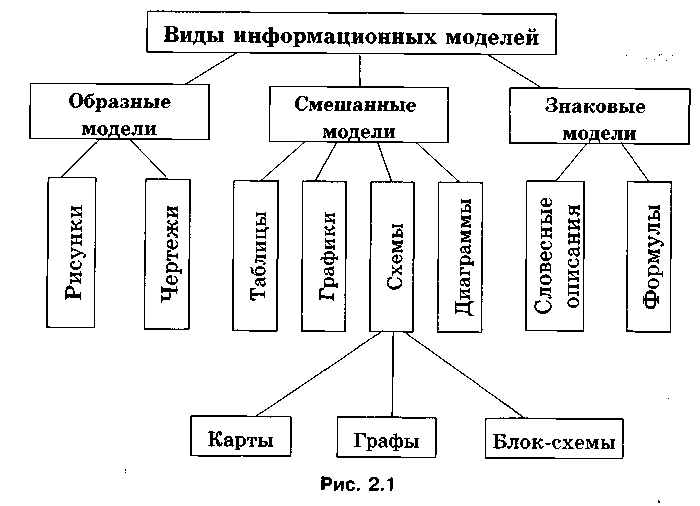 Виды информационных моделей
Образные
модели
Смешанные
модели
Знаковые
модели
Рисунки
Чертежи
Таблицы
Графики
Схемы
Диаграммы
Словесные
описания
Формулы
Карты
Графы
Блок-схемы
Рис. 2.1